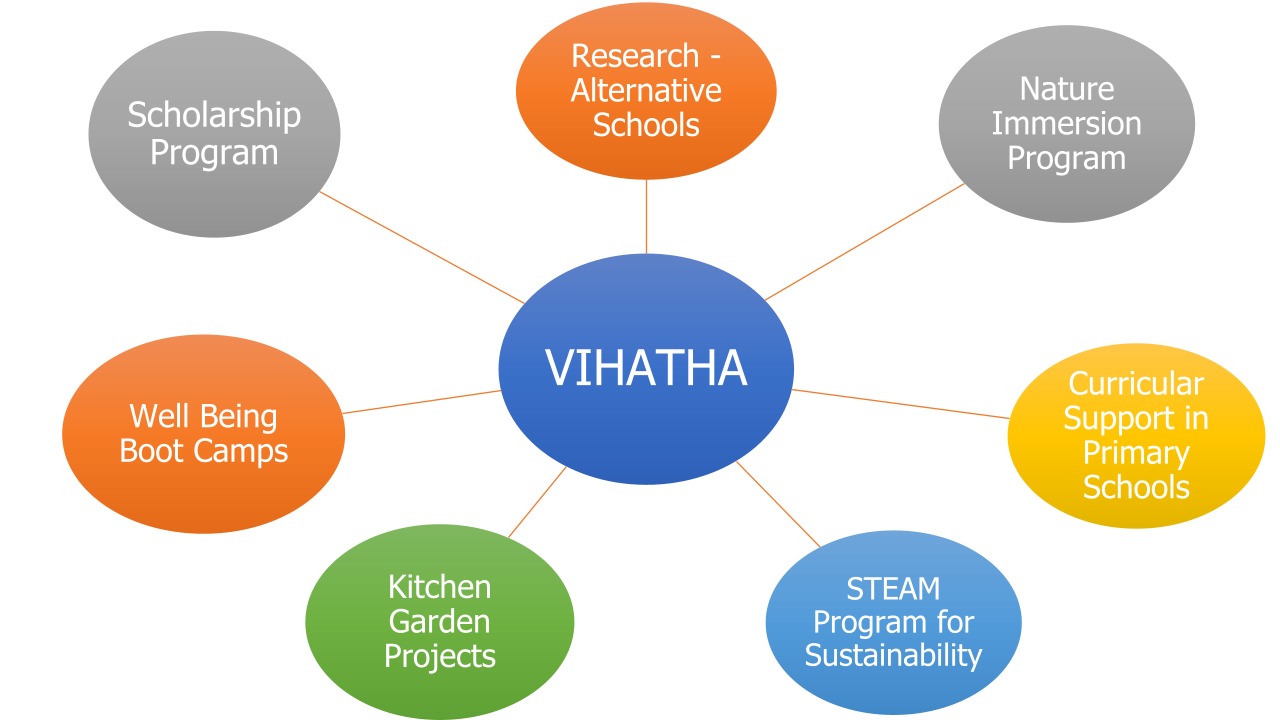 Research -
Alternative
Schools
Scholarship
Program
Nature
Immersion
Program
VIHATHA
Well Being
Boot Camps
Curricular
Support in
Primary
Schools
Kitchen
Garden
Projects
STEAM
Program for
Sustainability